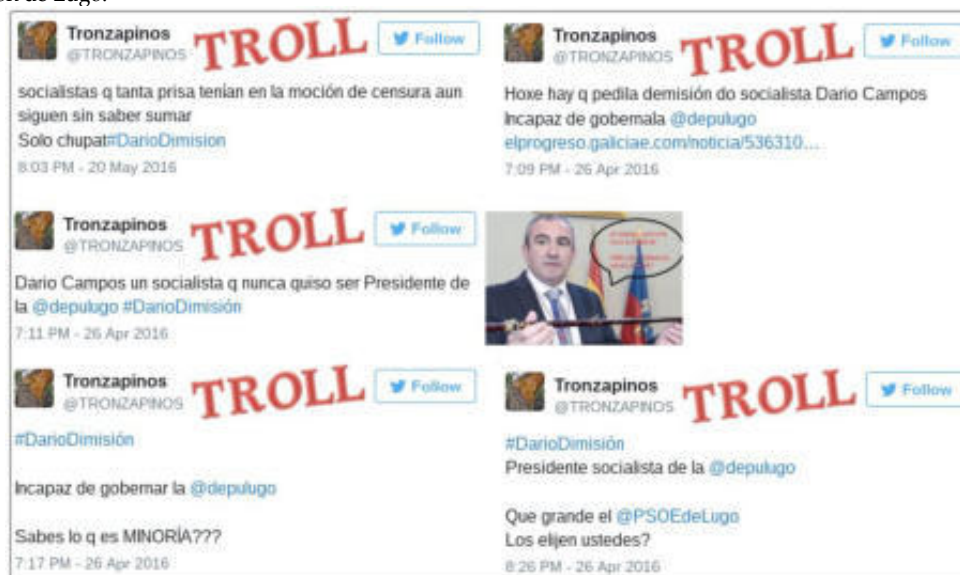 ón de Lugo.
Tronzapinos TROLL Follow
@TRONZAPINOS
socialistas q tanta prisa tenían en la moción de censura aun
siguen sin saber sumar
Solo chupat#DarioDimision
8:03 PM - 20 May 2016
Tronzapinos TROLL Follow
@TRONZAPINOS
Hoxe hay q pedila demisión do socialista Dario Campos
Incapaz de gobernala @depulugo
elprogreso.galiciae.com/noticia/536310…
7:09 PM - 26 Apr 2016
Tronzapinos TROLL Follow
@TRONZAPINOS
Dario Campos un socialista q nunca quiso ser Presidente de
la @depulugo #DarioDimisión
7:11 PM - 26 Apr 2016
Tronzapinos TROLL Follow
@TRONZAPINOS
#DarioDimisión
Incapaz de gobernar la @depulugo
Sabes lo q es MINORÍA???
7:17 PM - 26 Apr 2016
Tronzapinos TROLL Follow
@TRONZAPINOS
#DarioDimisión
Presidente socialista de la @depulugo
Que grande el @PSOEdeLugo
Los elijen ustedes?
8:26 PM - 26 Apr 2016